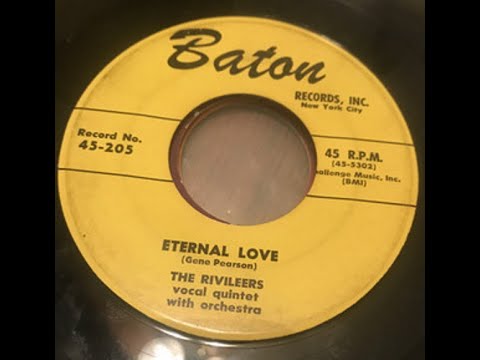 Baton
RECORDS, INC.
New York City
Record No.
45-205
45 R.P.M.
(45-5302)
hallenge Music, Inc.
(BMI)
ETERNAL LOVE
(Gene Pearson)
THE RIVILEERS
vocal quintet
with orchestra